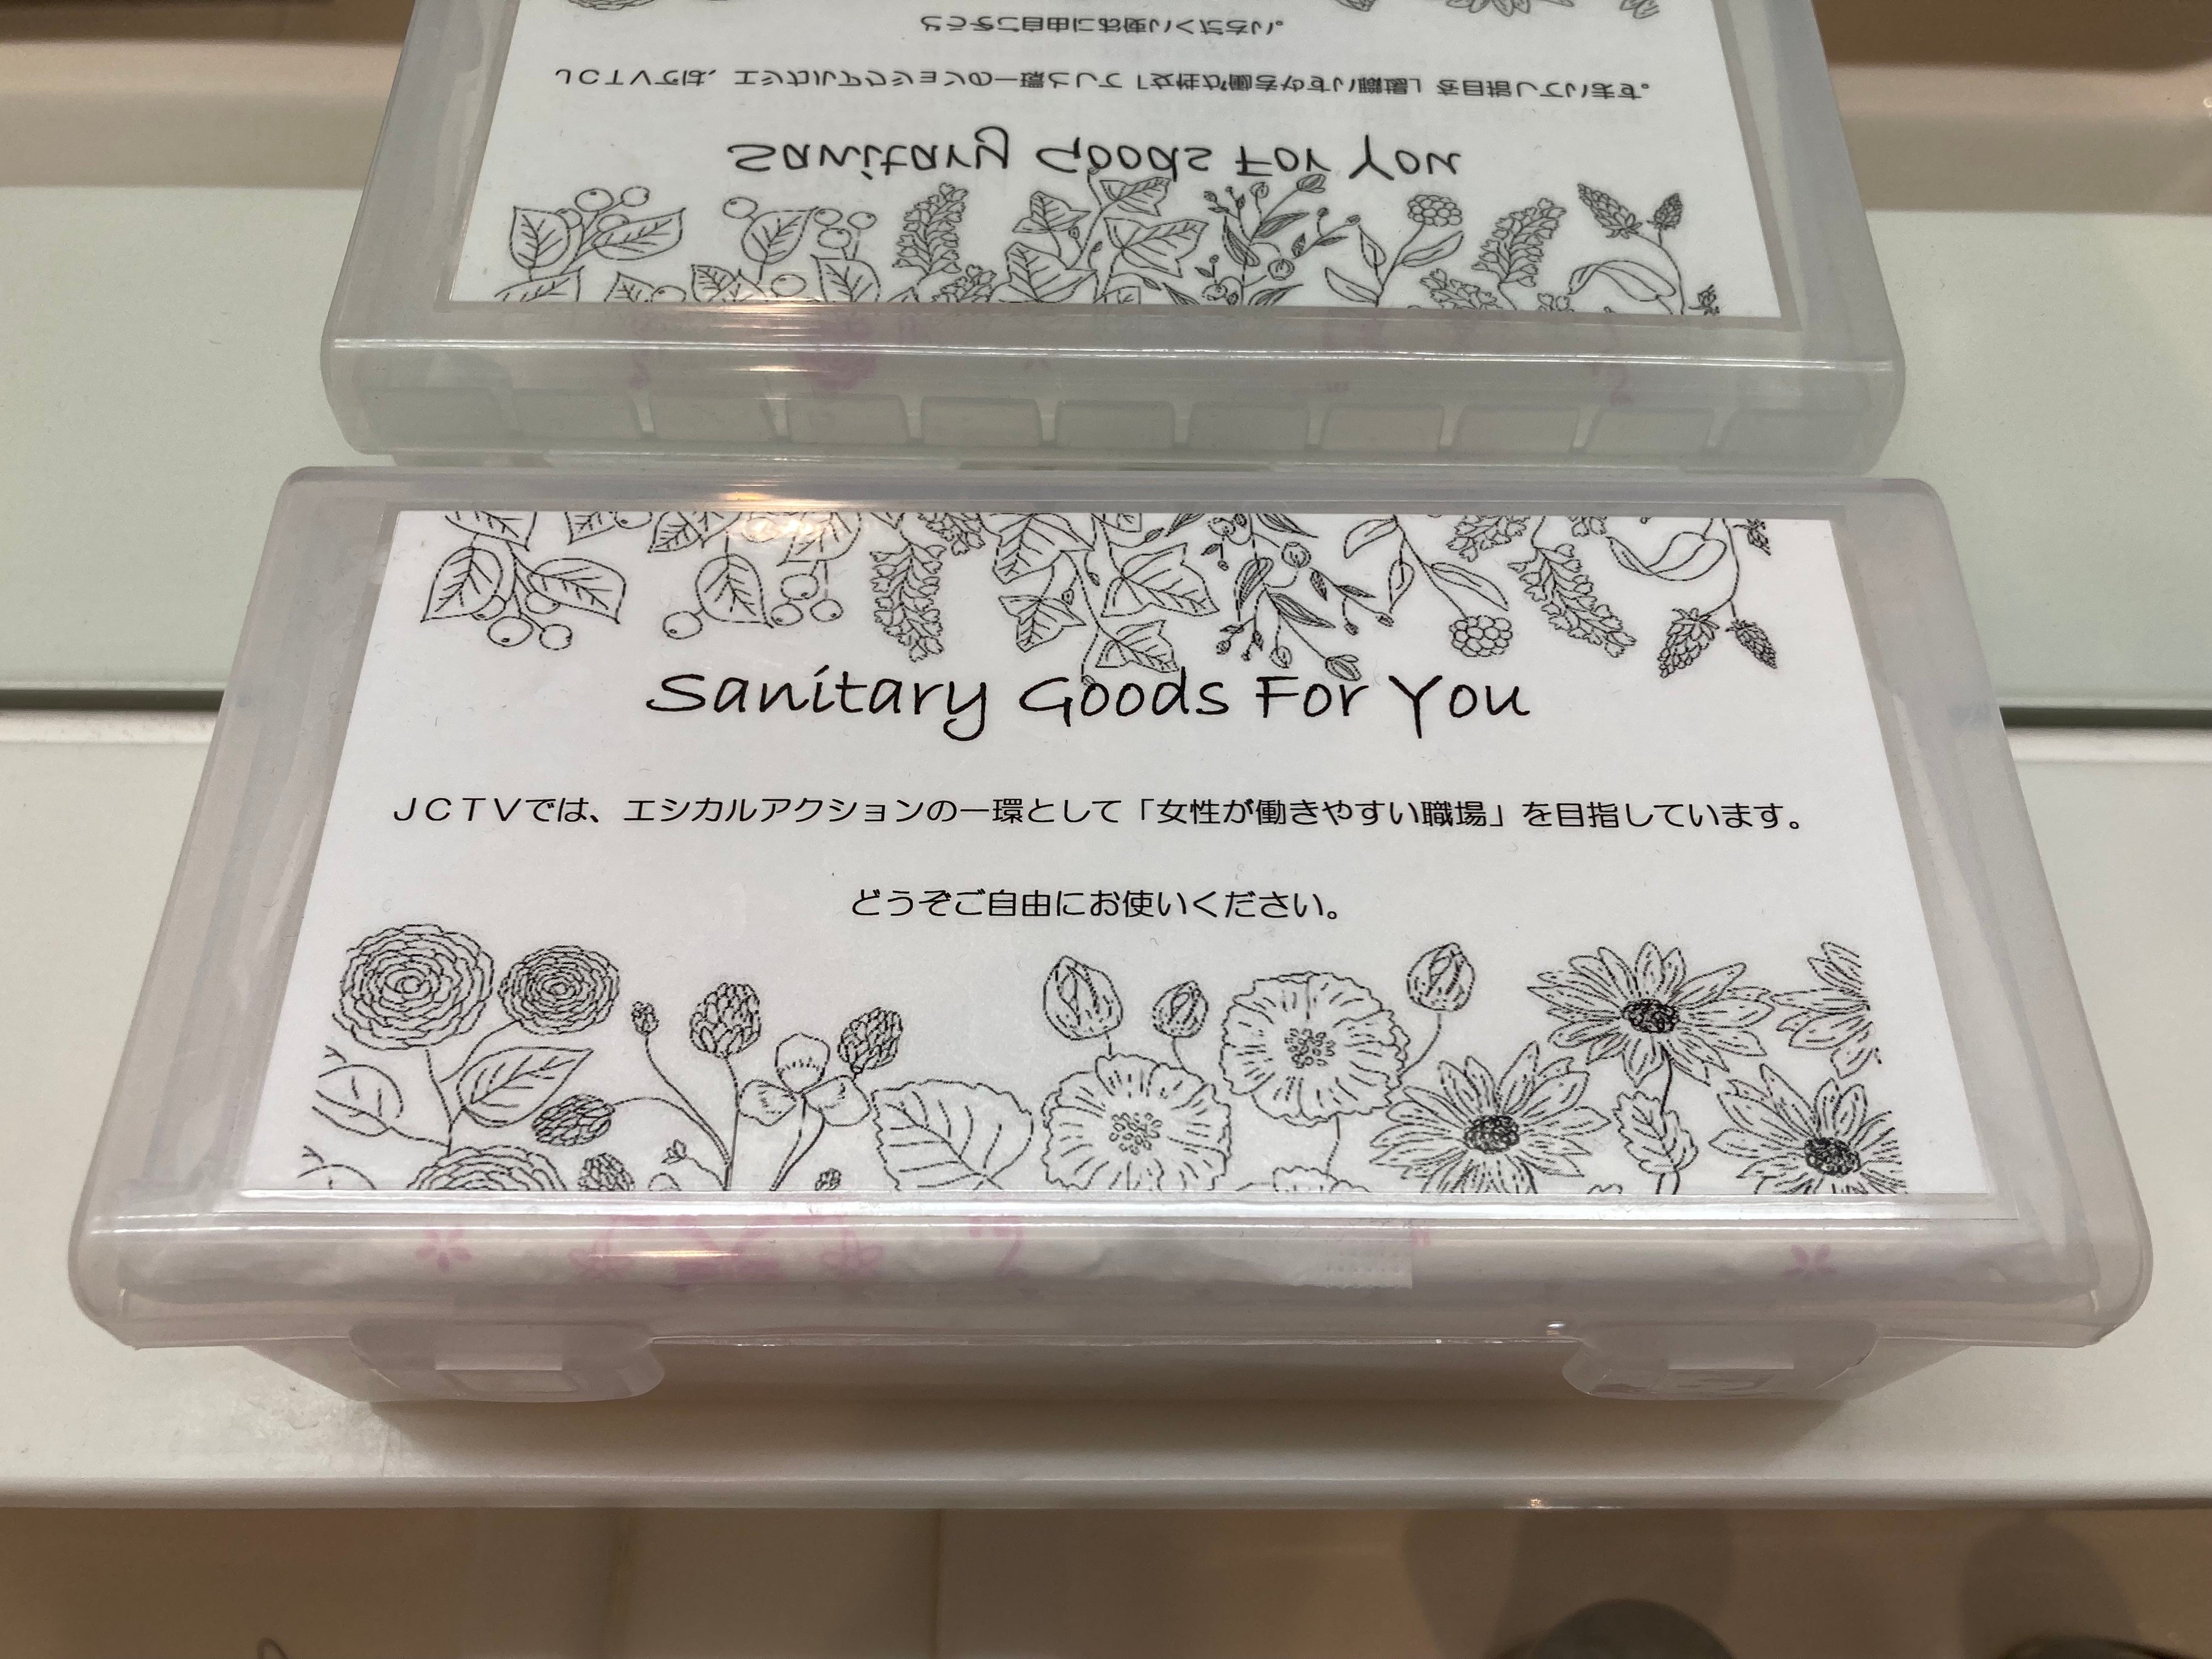 Sanitary Goods For You
ＪＣＴＶでは、エシカルアクションの一環として「女性が働きやすい職場」を目指しています。
どうぞご自由にお使いください。